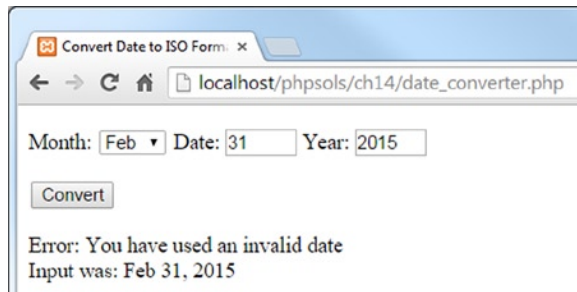 Convert Date to ISO Form
localhost/phpsols/ch14/date_converter.php
Month: Feb Date: 31 Year: 2015
Convert
Error: You have used an invalid date
Input was: Feb 31, 2015